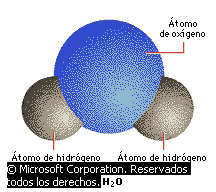 Átomo
de oxígeno
Átomo de hidrógeno Átomo de hidrógeno
© Microsoft Corporation. Reservados
todos los derechos. H₂O